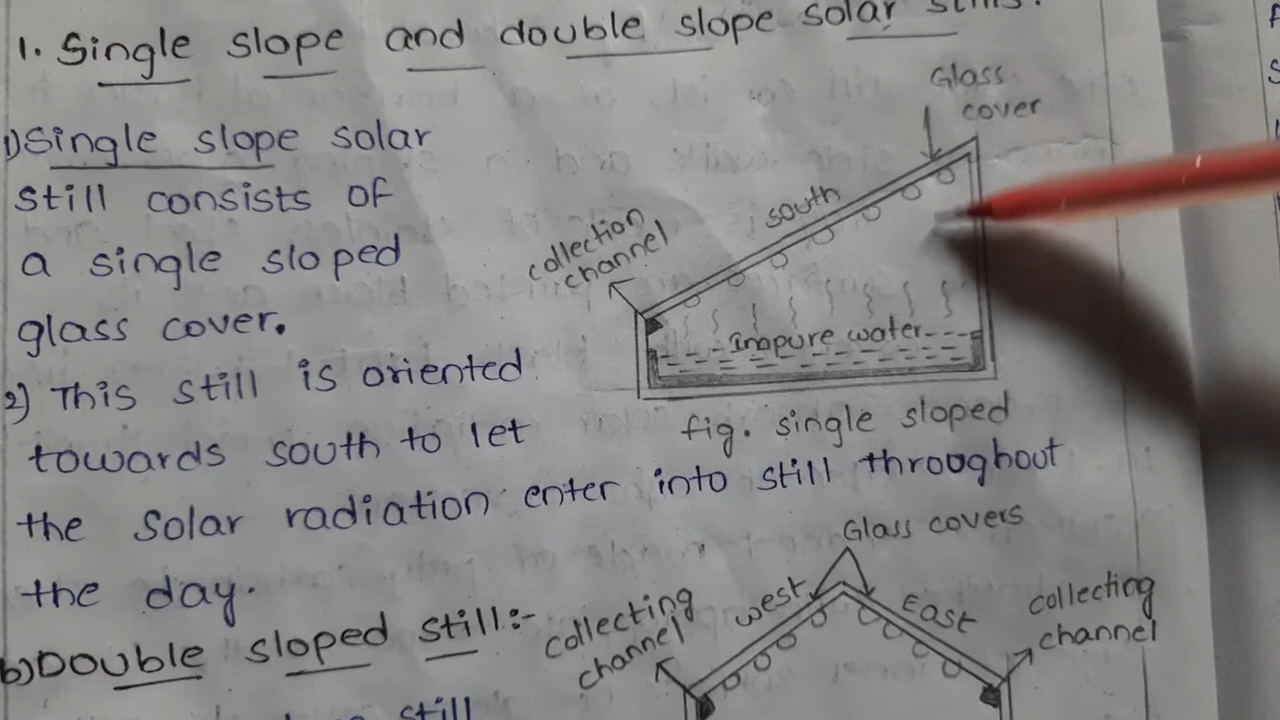 1. Single slope and double slope solar stills.
1) Single slope solar
still consists of
a single sloped
glass cover.
2) This still is oriented
towards south to let
the solar radiation enter into still throoghout
the day.
Glass
cover
south
collection
channel
Impure water
fig. single sloped
b) Double sloped still:-
still
Glass covers
collecting
channel
west
East
collecting
channel